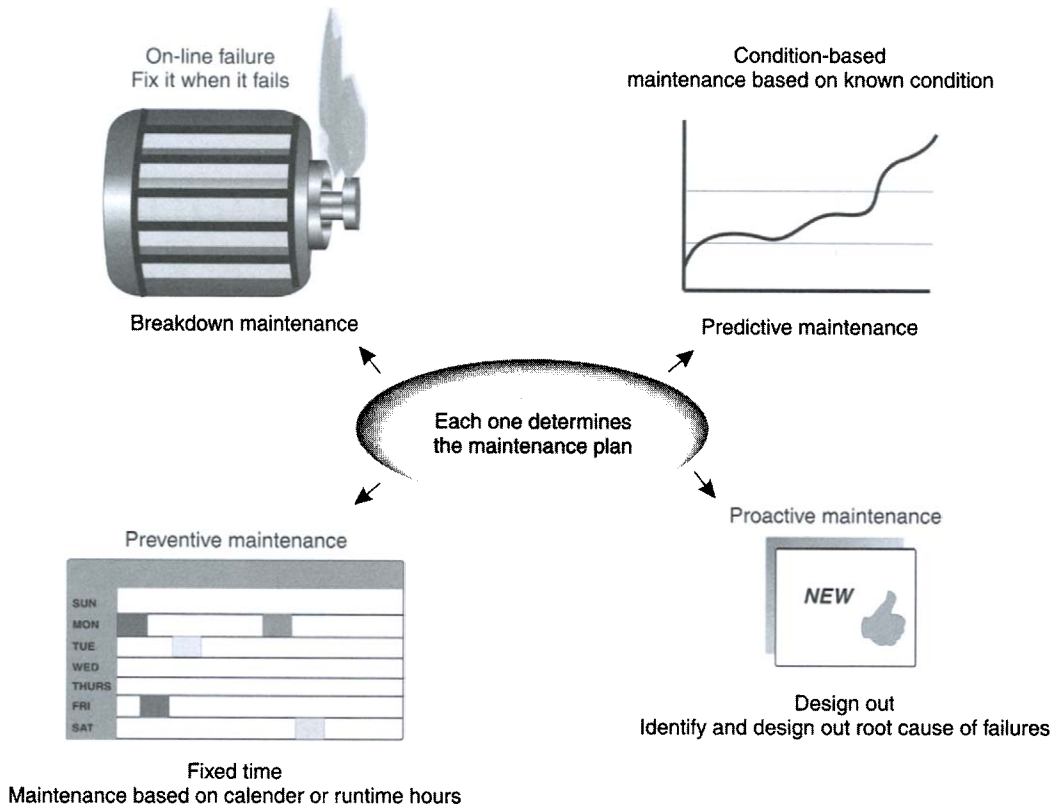 On-line failure
Fix it when it fails
Breakdown maintenance
Condition-based
maintenance based on known condition
Predictive maintenance
Each one determines
the maintenance plan
Preventive maintenance
SUN
MON
TUE
WED
THURS
FRI
SAT
Fixed time
Maintenance based on calender or runtime hours
Proactive maintenance
NEW
Design out
Identify and design out root cause of failures